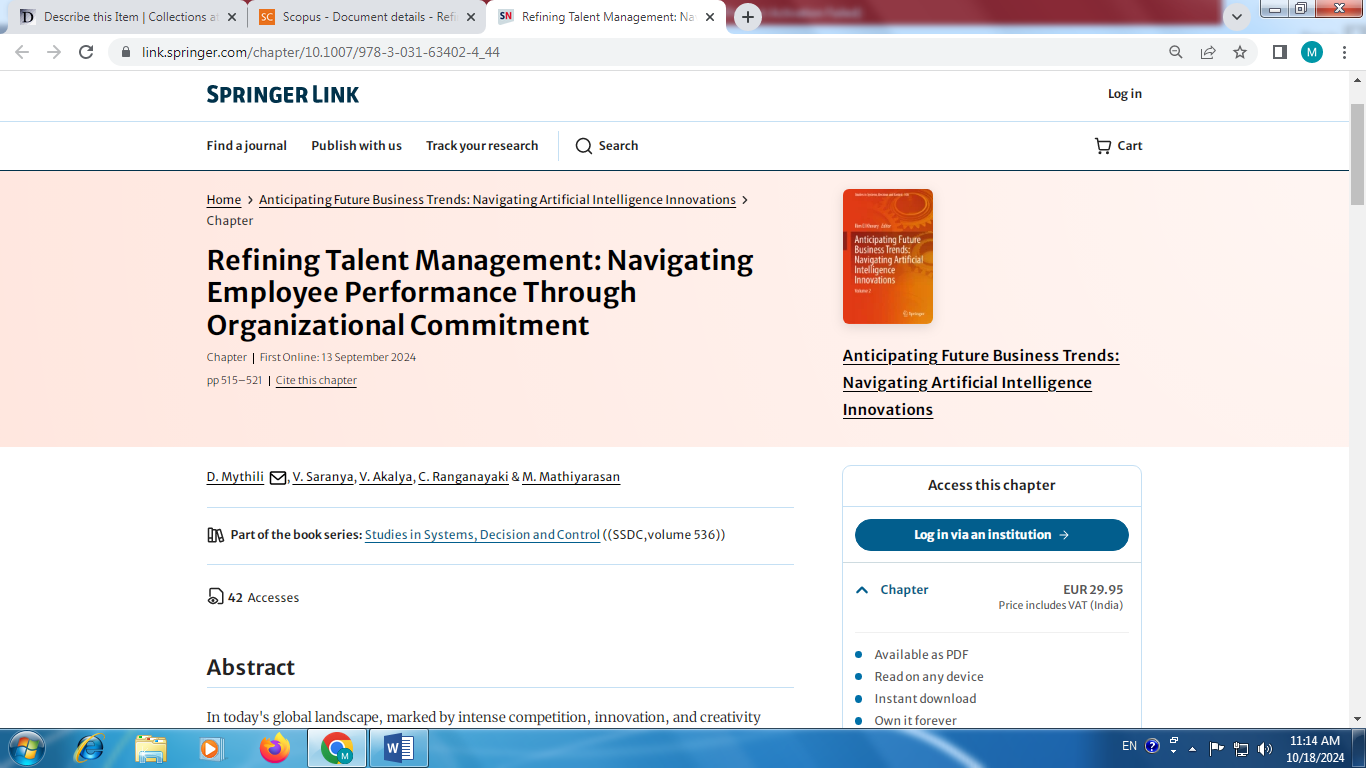 Describe this Item | Collections at
Scopus - Document details - Refi
Refining Talent Management: Na
link.springer.com/chapter/10.1007/978-3-031-63402-4_44
M
SPRINGER LINK
Log in
Find a journal
Publish with us
Track your research
Search
Cart
Home > Anticipating Future Business Trends: Navigating Artificial Intelligence Innovations >
Chapter
Refining Talent Management: Navigating
Employee Performance Through
Organizational Commitment
Chapter | First Online: 13 September 2024
pp 515–521 | Cite this chapter
Anticipating Future
Business Trends:
Navigating Artificial
Intelligence
Innovations
Springer
Anticipating Future Business Trends:
Navigating Artificial Intelligence
Innovations
D. Mythili, V. Saranya, V. Akalya, C. Ranganayaki & M. Mathiyarasan
Part of the book series: Studies in Systems, Decision and Control ((SSDC,volume 536))
42 Accesses
Abstract
In today's global landscape, marked by intense competition, innovation, and creativity
Access this chapter
Log in via an institution →
Chapter
EUR 29.95
Price includes VAT (India)
Available as PDF
Read on any device
Instant download
Own it forever
EN
11:14 AM
10/18/2024